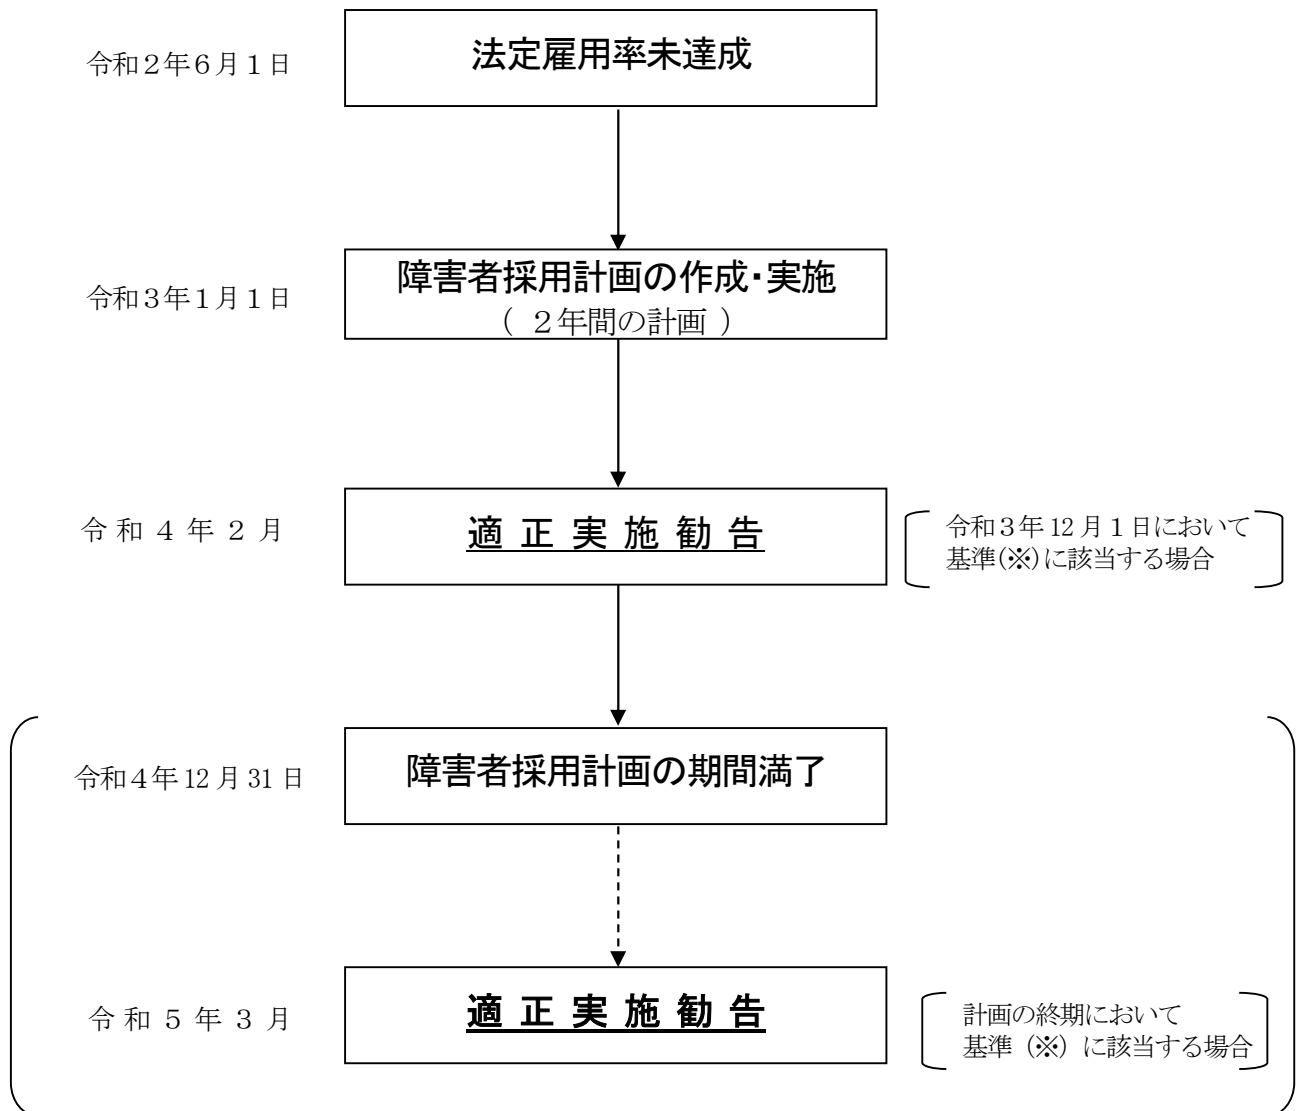 令和２年６月１日
法定雇用率未達成
令和３年１月１日
障害者採用計画の作成・実施
（ ２年間の計画 ）
令 和 ４ 年 ２ 月
適 正 実 施 勧 告
令和３年12月１日において
基準(※)に該当する場合
令和４年12月31日
障害者採用計画の期間満了
令 和 ５ 年 ３ 月
適 正 実 施 勧 告
計画の終期において
基準（※）に該当する場合